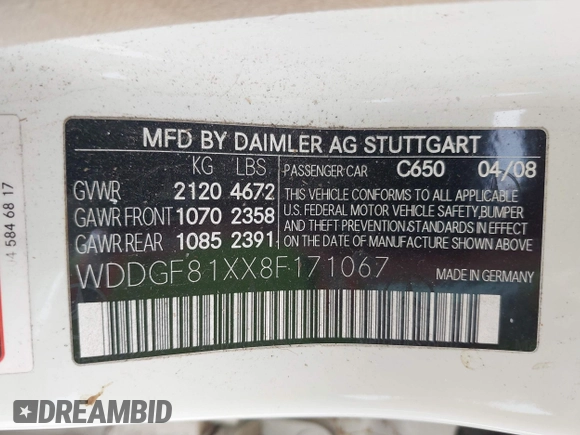 MFD BY DAIMLER AG STUTTGART
KG LBS PASSENGER CAR C650 04/08
GVWR 2120 4672
GAWR FRONT 1070 2358
GAWR REAR 1085 2391
THIS VEHICLE CONFORMS TO ALL APPLICABLE
U.S. FEDERAL MOTOR VEHICLE SAFETY,BUMPER
AND THEFT PREVENTION STANDARDS IN EFFECT
ON THE DATE OF MANUFACTURE SHOWN ABOVE.
WDDGF81XX8F171067
MADE IN GERMANY
584 68 17
DREAMBID